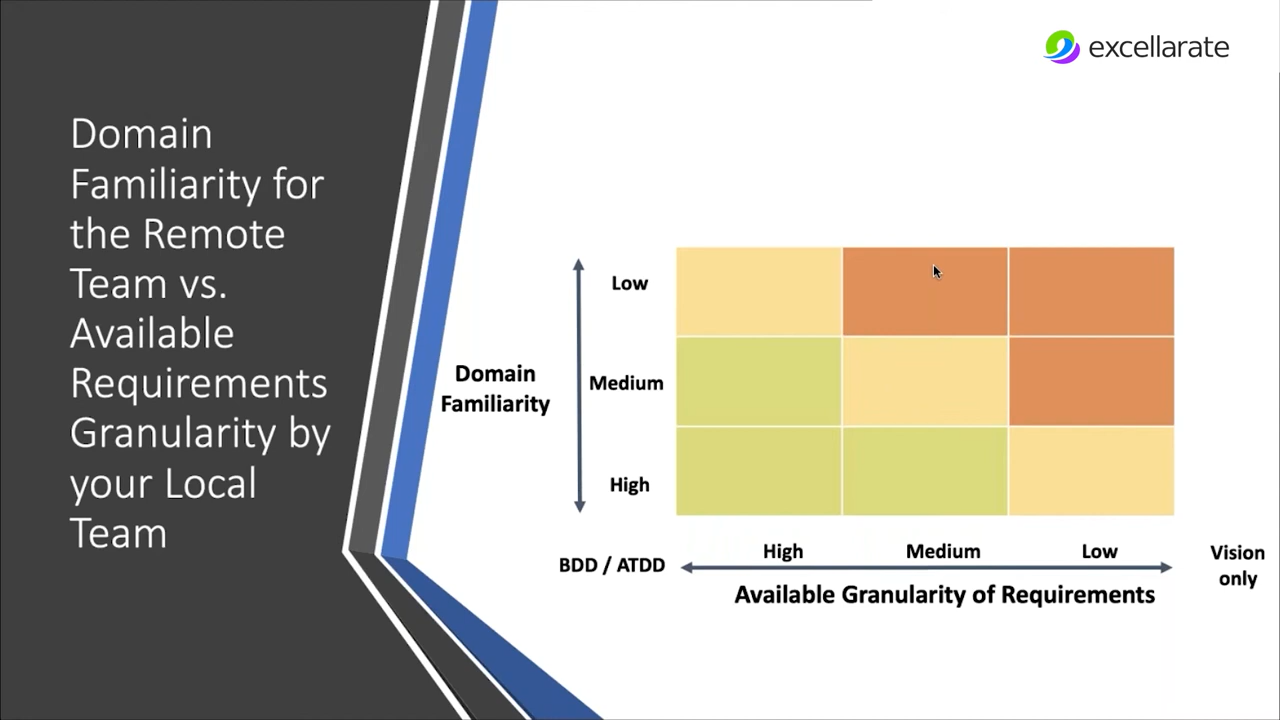 excellarate
Domain
Familiarity for
the Remote
Team vs.
Available
Requirements
Granularity by
your Local
Team
Low
Domain
Familiarity
Medium
High
High
Medium
Low
BDD / ATDD
Vision
only
Available Granularity of Requirements